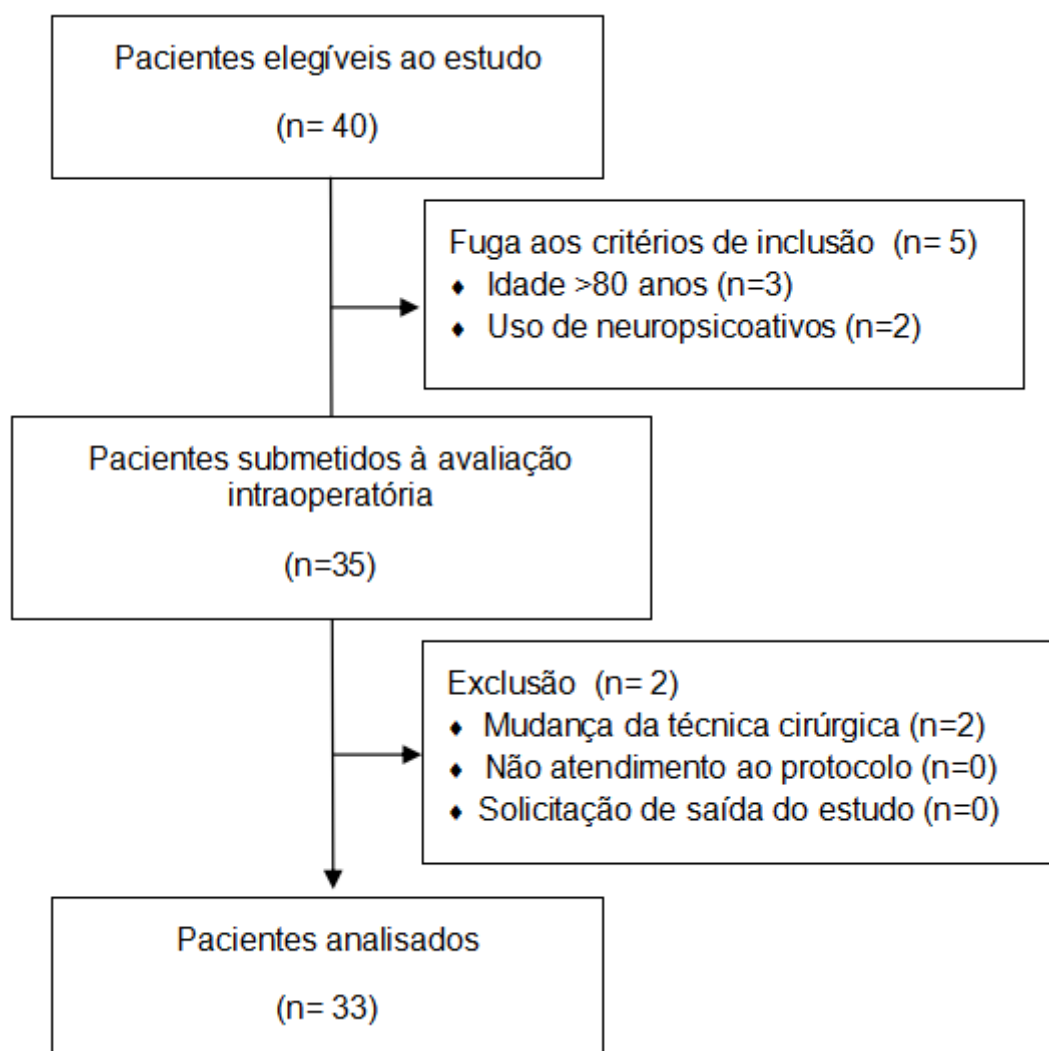 Pacientes elegíveis ao estudo
(n= 40)
Fuga aos critérios de inclusão (n= 5)
♦ Idade >80 anos (n=3)
♦ Uso de neuropsicoativos (n=2)
Pacientes submetidos à avaliação
intraoperatória
(n=35)
Exclusão (n= 2)
♦ Mudança da técnica cirúrgica (n=2)
♦ Não atendimento ao protocolo (n=0)
♦ Solicitação de saída do estudo (n=0)
Pacientes analisados
(n= 33)